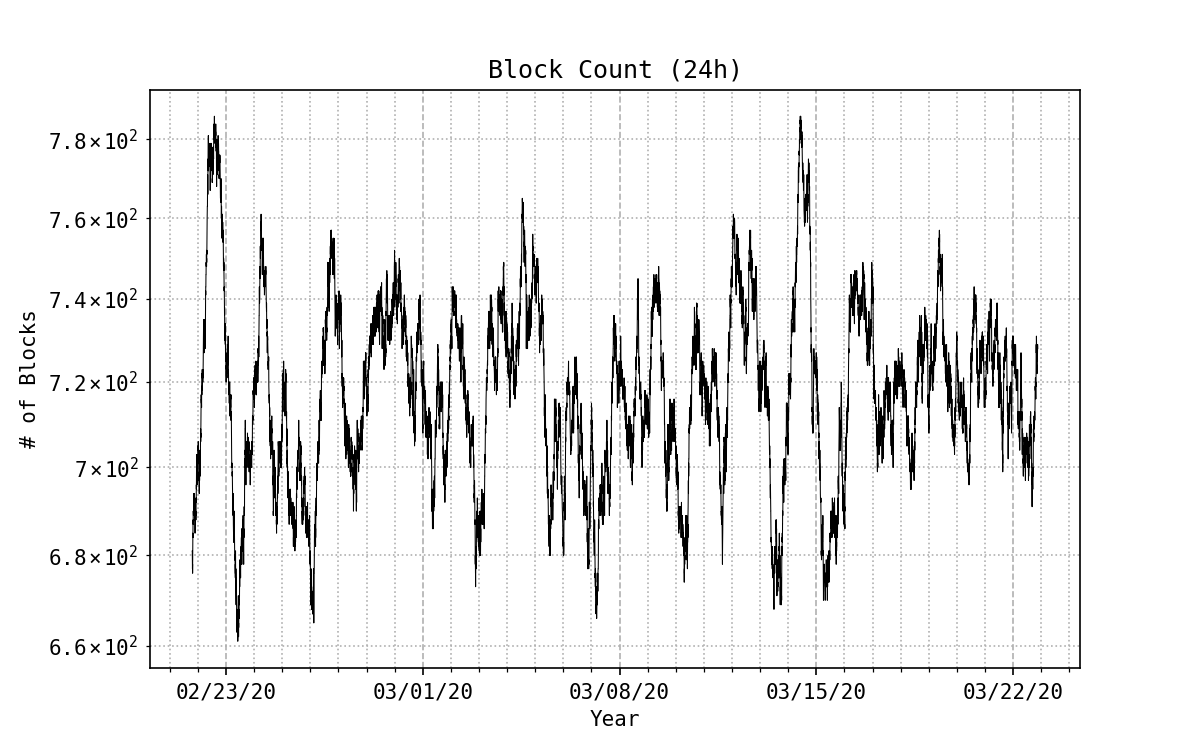 Block Count (24h)
7.8×10²
7.6×10²
7.4×10²
7.2×10²
7×10²
6.8×10²
6.6×10²
# of Blocks
02/23/20 03/01/20 03/08/20 03/15/20 03/22/20
Year